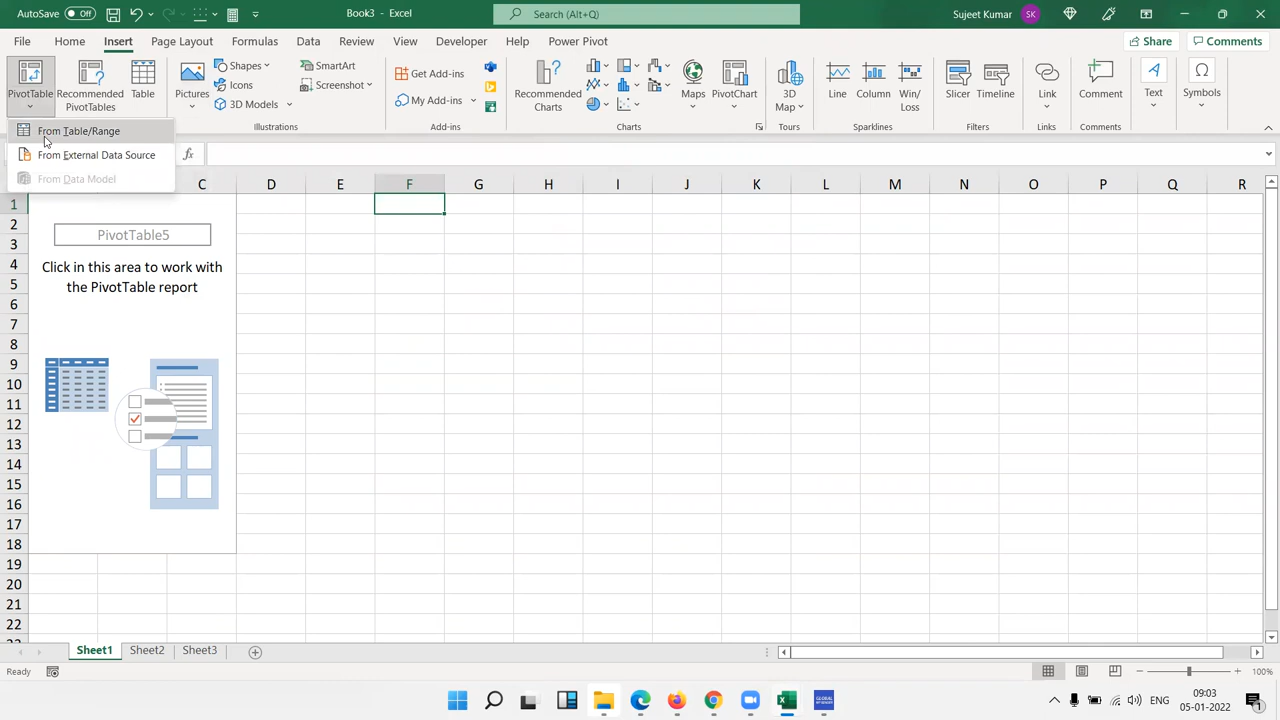 AutoSave Off Book3 - Excel Search (Alt+Q) Sujeet Kumar SK
File Home Insert Page Layout Formulas Data Review View Developer Help Power Pivot Share Comments
PivotTable
Recommended PivotTables
Table
Pictures
Shapes
Icons
3D Models
SmartArt
Screenshot
Get Add-ins
My Add-ins
Recommended Charts
Maps
PivotChart
3D Map
Line
Column
Win/Loss
Slicer
Timeline
Link
Comment
Text
Symbols
Illustrations Add-ins Charts Tours Sparklines Filters Links Comments
From Table/Range
From External Data Source
From Data Model
fx
C D E F G H I J K L M N O P Q R
1
2
3
4
5
6
7
8
9
10
11
12
13
14
15
16
17
18
19
20
21
22
PivotTable5
Click in this area to work with
the PivotTable report
Sheet1 Sheet2 Sheet3
Ready 100%
ENG 09:03
05-01-2022
1